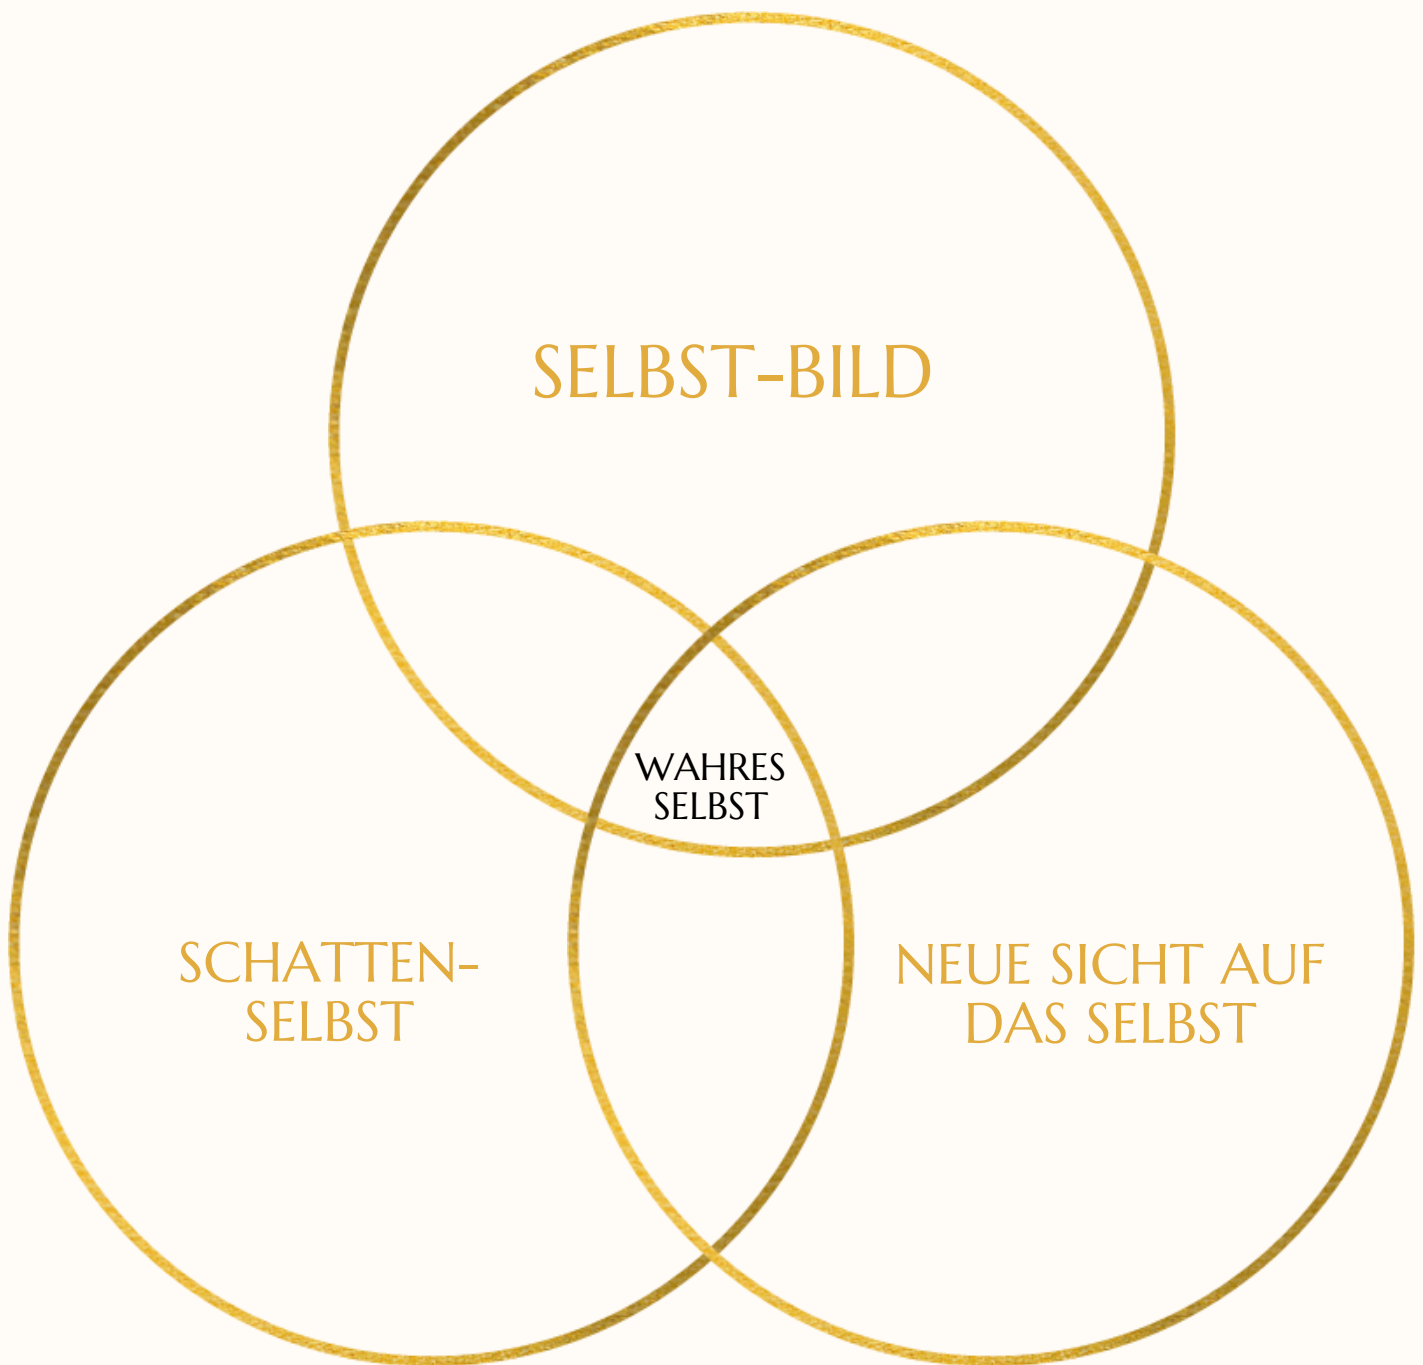 SELBST-BILD
WAHRES
SELBST
SCHATTEN-
SELBST
NEUE SICHT AUF
DAS SELBST